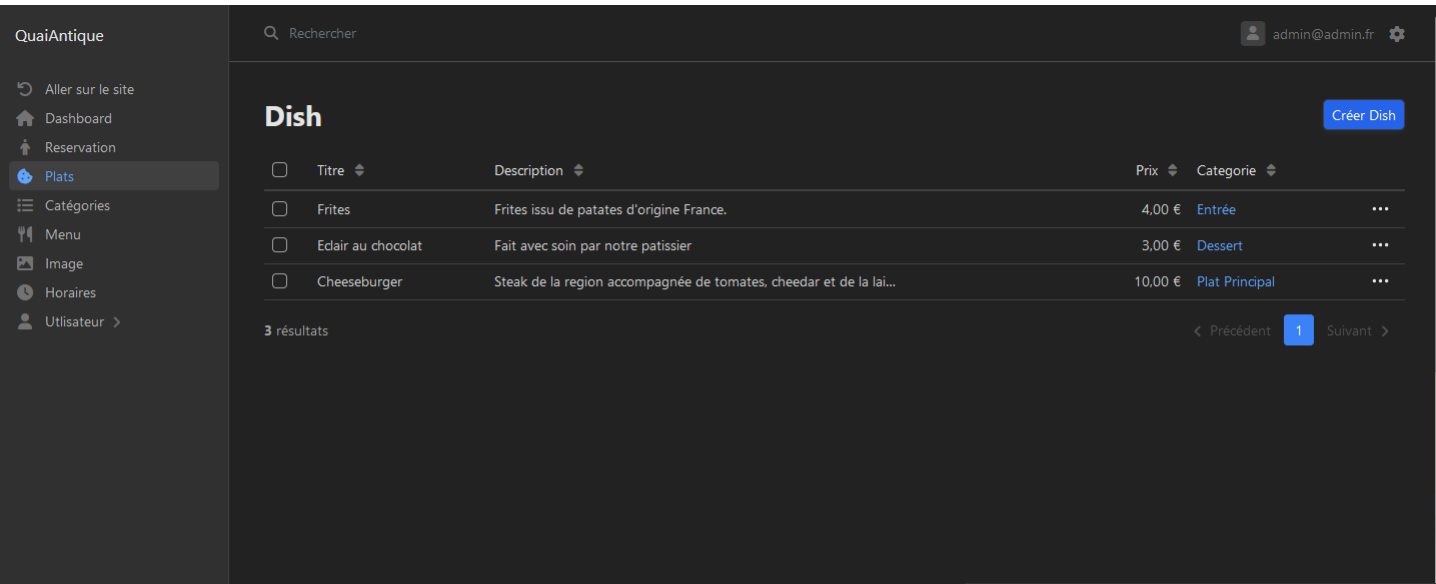 QuaiAntique
Rechercher
admin@admin.fr
Aller sur le site
Dashboard
Reservation
Plats
Catégories
Menu
Image
Horaires
Utlisateur
Dish
Créer Dish
Titre Description Prix Categorie
Frites Frites issu de patates d'origine France. 4,00 € Entrée
Eclair au chocolat Fait avec soin par notre patissier 3,00 € Dessert
Cheeseburger Steak de la region accompagnée de tomates, cheedar et de la lai... 10,00 € Plat Principal
3 résultats
Précédent 1 Suivant